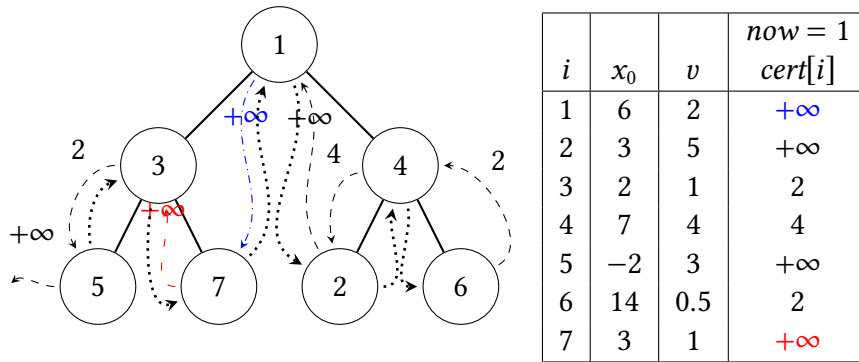 1
+∞ +∞
2 3 4 4 2
+∞
+∞
5 7 2 6
now = 1
i x₀ v cert[i]
1 6 2 +∞
2 3 5 +∞
3 2 1 2
4 7 4 4
5 −2 3 +∞
6 14 0.5 2
7 3 1 +∞